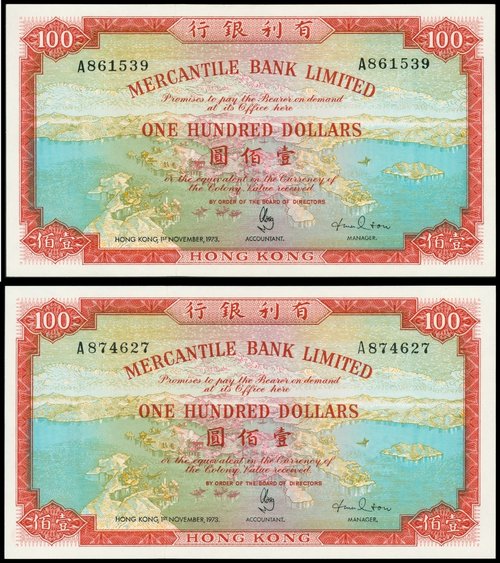 100 行銀利有 100
A861539 A861539
MERCANTILE BANK LIMITED
Promises to pay the Bearer on demand
at its Office here
ONE HUNDRED DOLLARS
圓佰壹
or the equivalent in the Currency of
the Colony Value received
BY ORDER OF THE BOARD OF DIRECTORS
HONG KONG, 1ST NOVEMBER, 1973. ACCOUNTANT. MANAGER.
佰 HONG KONG 壹
100 行銀利有 100
A874627 A874627
MERCANTILE BANK LIMITED
Promises to pay the Bearer on demand
at its Office here
ONE HUNDRED DOLLARS
圓佰壹
or the equivalent in the Currency of
the Colony Value received
BY ORDER OF THE BOARD OF DIRECTORS
HONG KONG, 1ST NOVEMBER, 1973. ACCOUNTANT. MANAGER.
佰壹 HONG KONG 佰壹